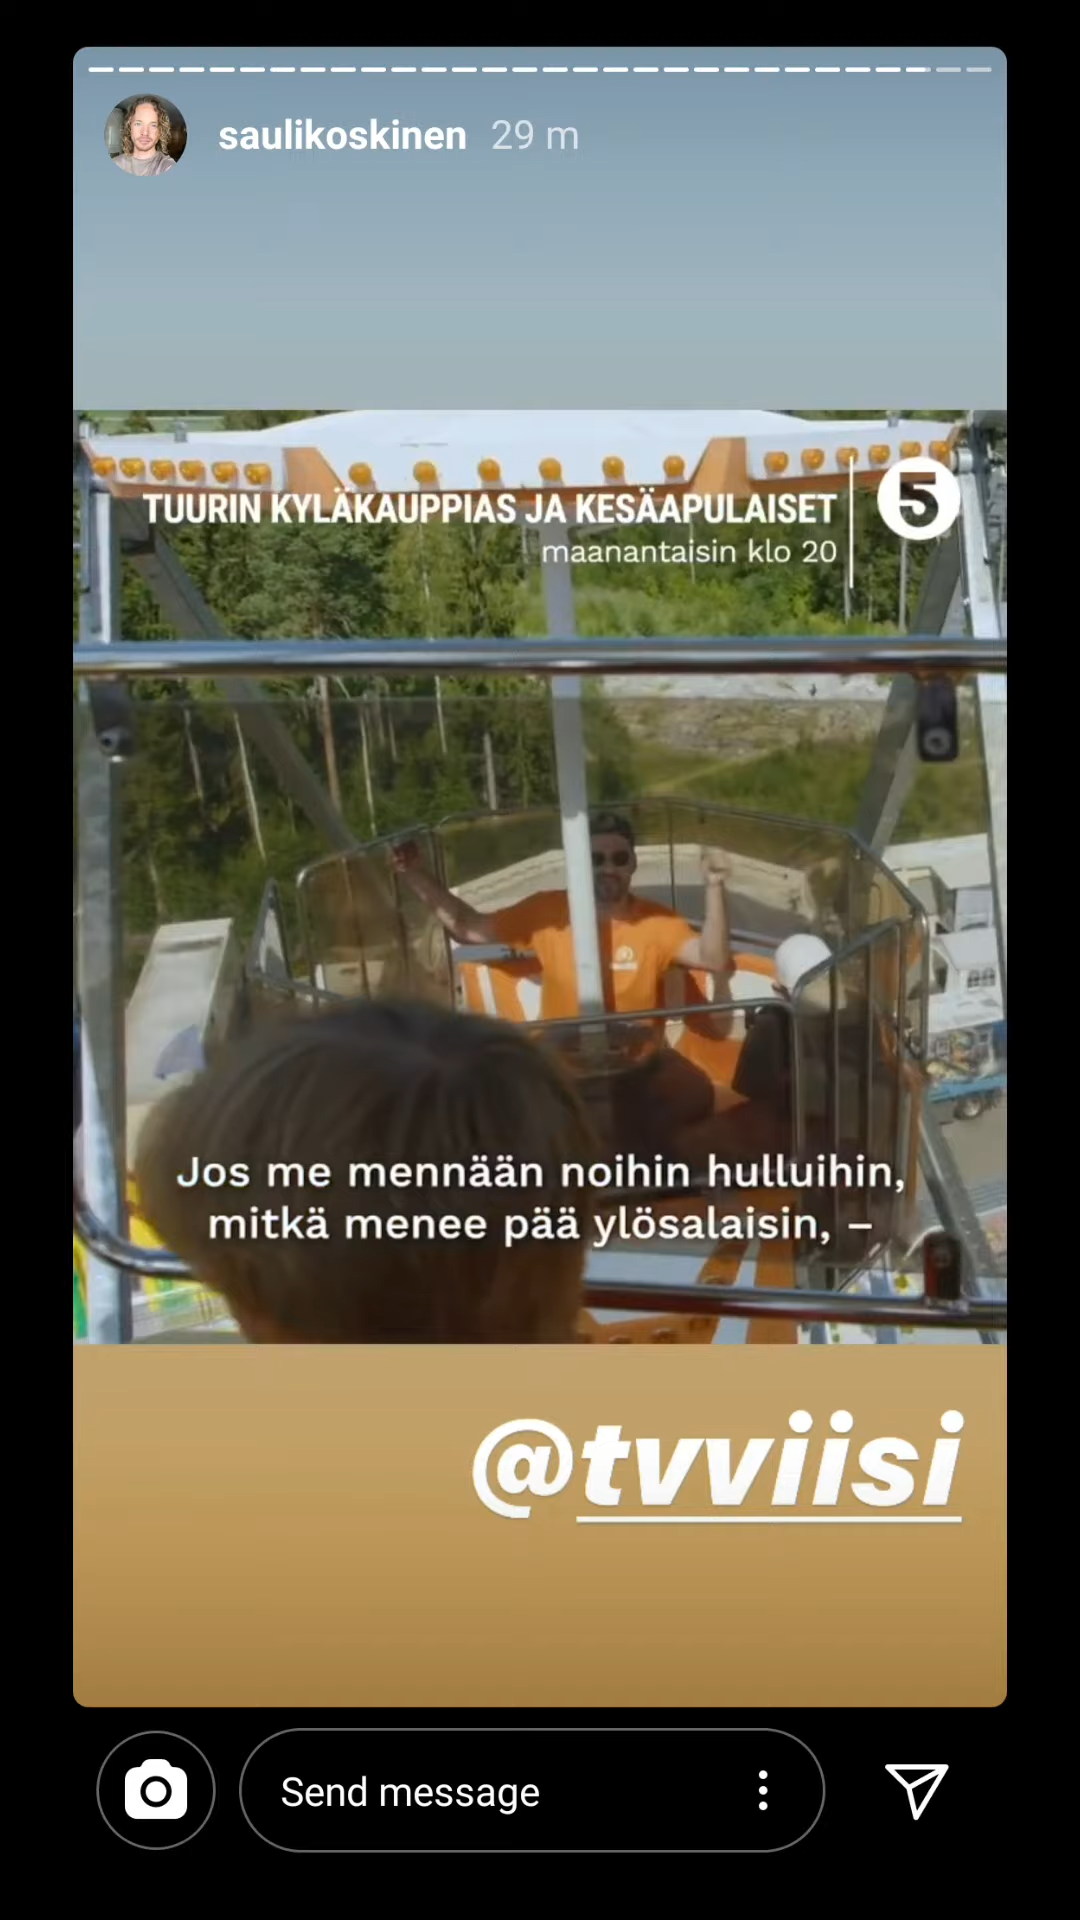 saulikoskinen 29 m
TUURIN KYLÄKAUPPIAS JA KESÄAPULAISET
maanantaisin klo 20
5
Jos me mennään noihin hulluihin,
mitkä menee pää ylösalaisin, –
@tvviisi
Send message